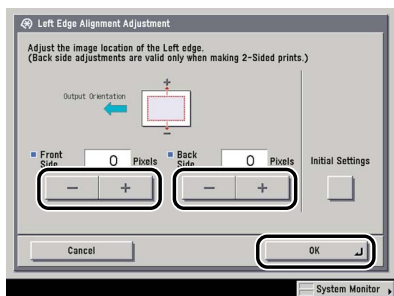 Left Edge Alignment Adjustment
Adjust the image location of the Left edge.
(Back side adjustments are valid only when making 2-Sided prints.)
+
Output Orientation
−
Front Side 0 Pixels
Back Side 0 Pixels
Initial Settings
− +
− +
Cancel
OK
System Monitor